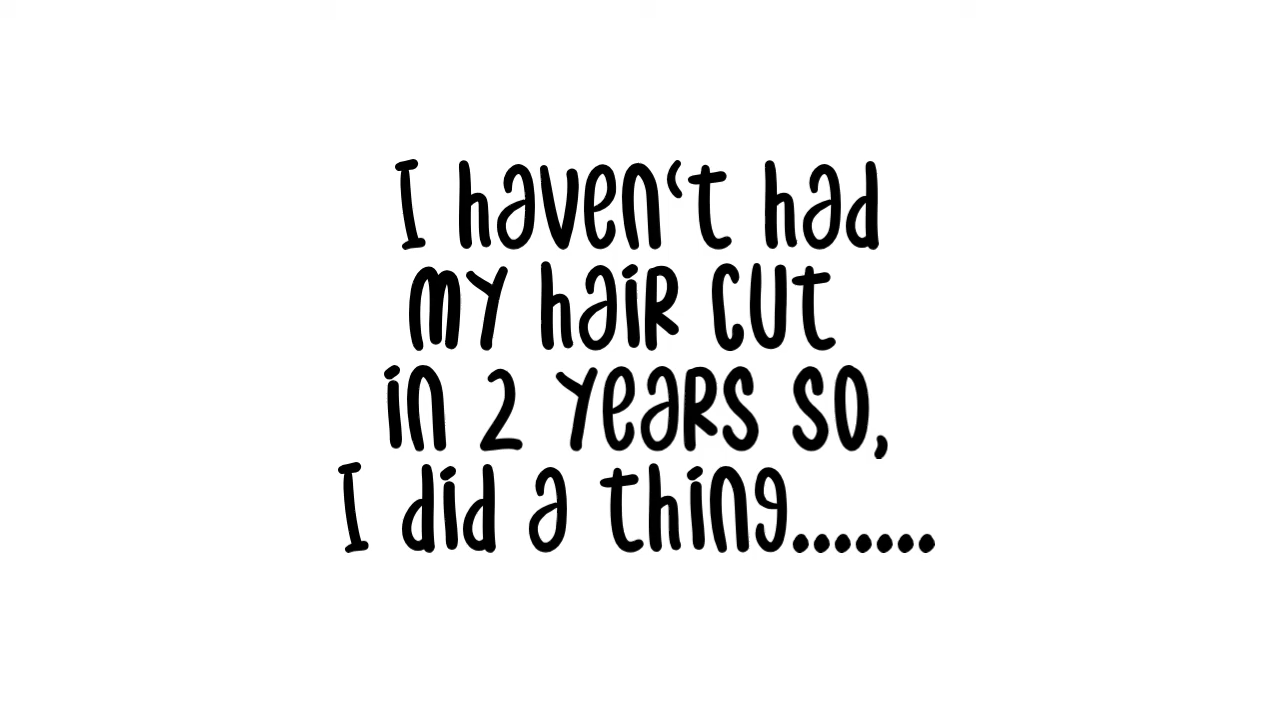 I haven't had
my hair cut
in 2 years so,
I did a thing.......